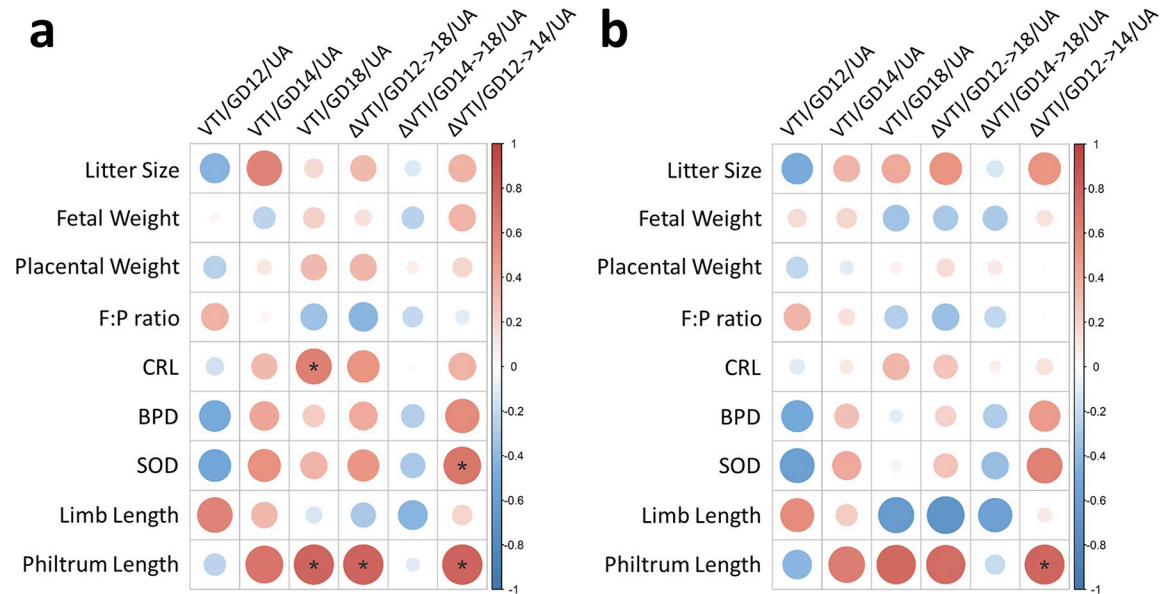 a
VTI/GD12/UA
VTI/GD14/UA
VTI/GD18/UA
ΔVTI/GD12->18/UA
ΔVTI/GD14->18/UA
ΔVTI/GD12->14/UA
Litter Size
Fetal Weight
Placental Weight
F:P ratio
CRL
*
BPD
SOD
*
Limb Length
Philtrum Length
* * *
1
0.8
0.6
0.4
0.2
0
-0.2
-0.4
-0.6
-0.8
-1
b
VTI/GD12/UA
VTI/GD14/UA
VTI/GD18/UA
ΔVTI/GD12->18/UA
ΔVTI/GD14->18/UA
ΔVTI/GD12->14/UA
Litter Size
Fetal Weight
Placental Weight
F:P ratio
CRL
BPD
SOD
Limb Length
Philtrum Length
*
1
0.8
0.6
0.4
0.2
0
-0.2
-0.4
-0.6
-0.8
-1